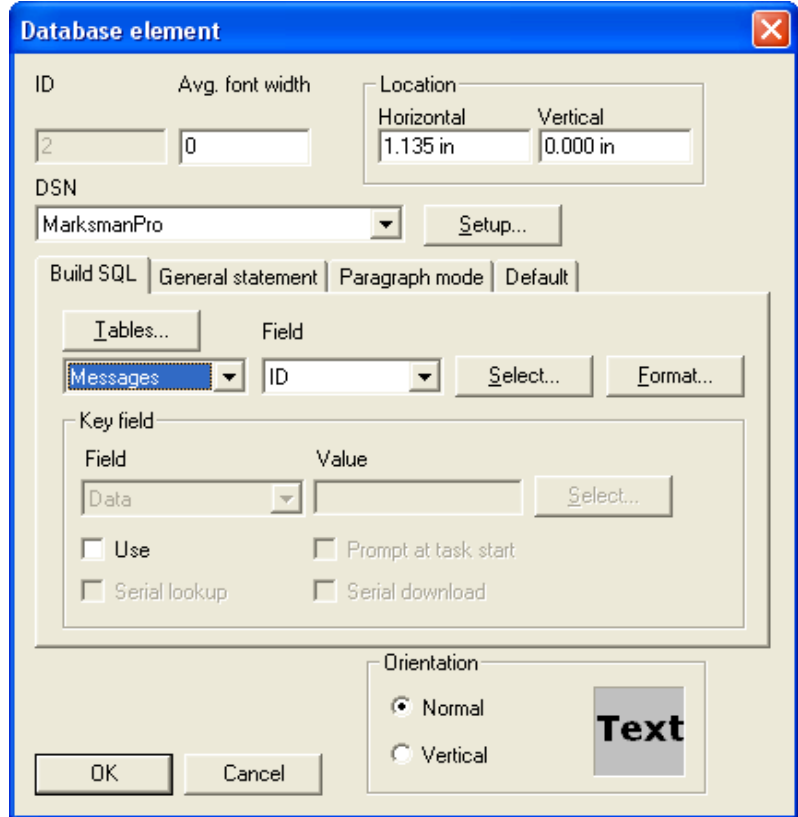 Database element
ID Avg. font width Location
Horizontal Vertical
2 0 1.135 in 0.000 in
DSN
MarksmanPro Setup...
Build SQL General statement Paragraph mode Default
Tables... Field
Messages ID Select... Format...
Key field
Field Value
Data Select...
Use Prompt at task start
Serial lookup Serial download
Orientation
Normal
Text
Vertical
OK Cancel